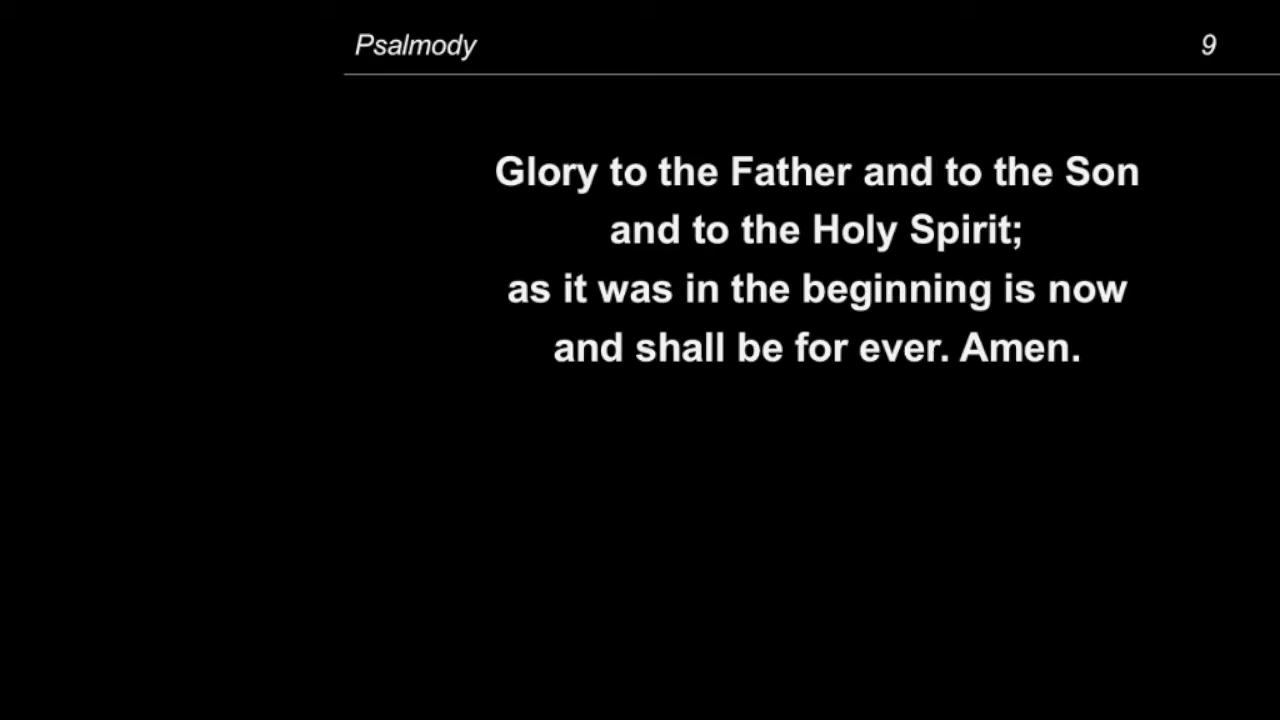 Psalmody 9
Glory to the Father and to the Son
and to the Holy Spirit;
as it was in the beginning is now
and shall be for ever. Amen.